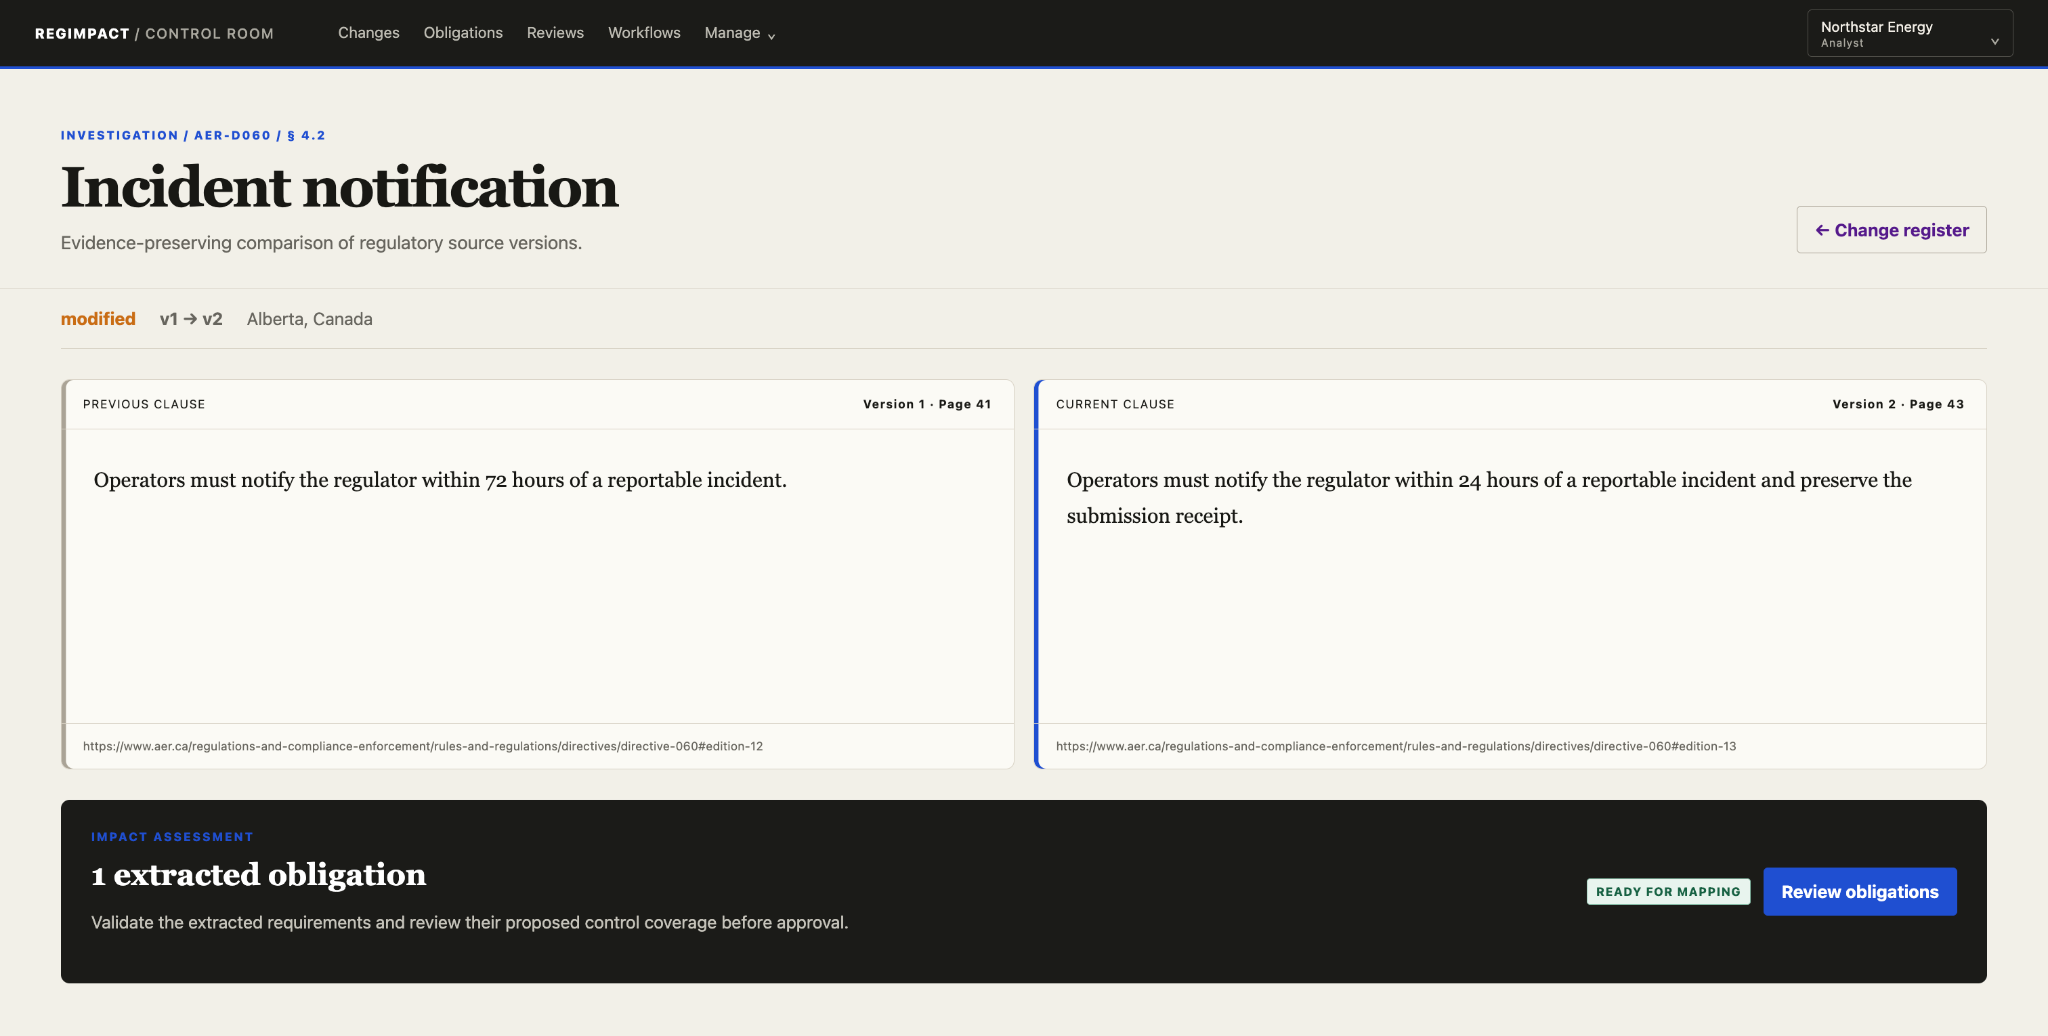 REGIMPACT / CONTROL ROOM
Changes
Obligations
Reviews
Workflows
Manage
Northstar Energy
Analyst
INVESTIGATION / AER-D060 / § 4.2
Incident notification
Evidence-preserving comparison of regulatory source versions.
← Change register
modified v1 → v2 Alberta, Canada
PREVIOUS CLAUSE
Version 1 · Page 41
Operators must notify the regulator within 72 hours of a reportable incident.
https://www.aer.ca/regulations-and-compliance-enforcement/rules-and-regulations/directives/directive-060#edition-12
CURRENT CLAUSE
Version 2 · Page 43
Operators must notify the regulator within 24 hours of a reportable incident and preserve the
submission receipt.
https://www.aer.ca/regulations-and-compliance-enforcement/rules-and-regulations/directives/directive-060#edition-13
IMPACT ASSESSMENT
1 extracted obligation
Validate the extracted requirements and review their proposed control coverage before approval.
READY FOR MAPPING
Review obligations